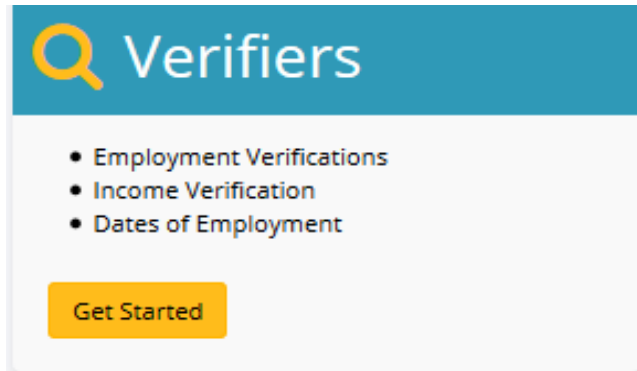 Verifiers
• Employment Verifications
• Income Verification
• Dates of Employment
Get Started